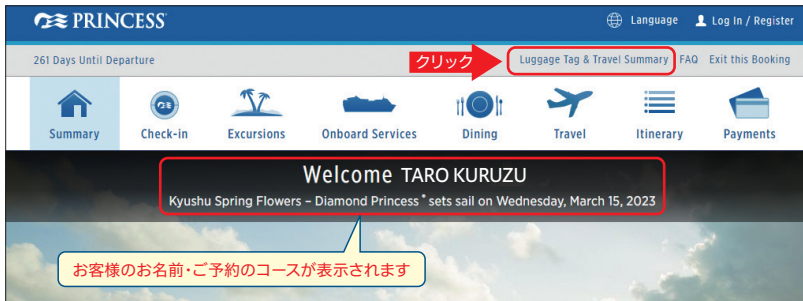 PRINCESS
Language Log In / Register
261 Days Until Departure
クリック
Luggage Tag & Travel Summary FAQ Exit this Booking
Summary Check-in Excursions Onboard Services Dining Travel Itinerary Payments
Welcome TARO KURUZU
Kyushu Spring Flowers – Diamond Princess® sets sail on Wednesday, March 15, 2023
お客様のお名前・ご予約のコースが表示されます